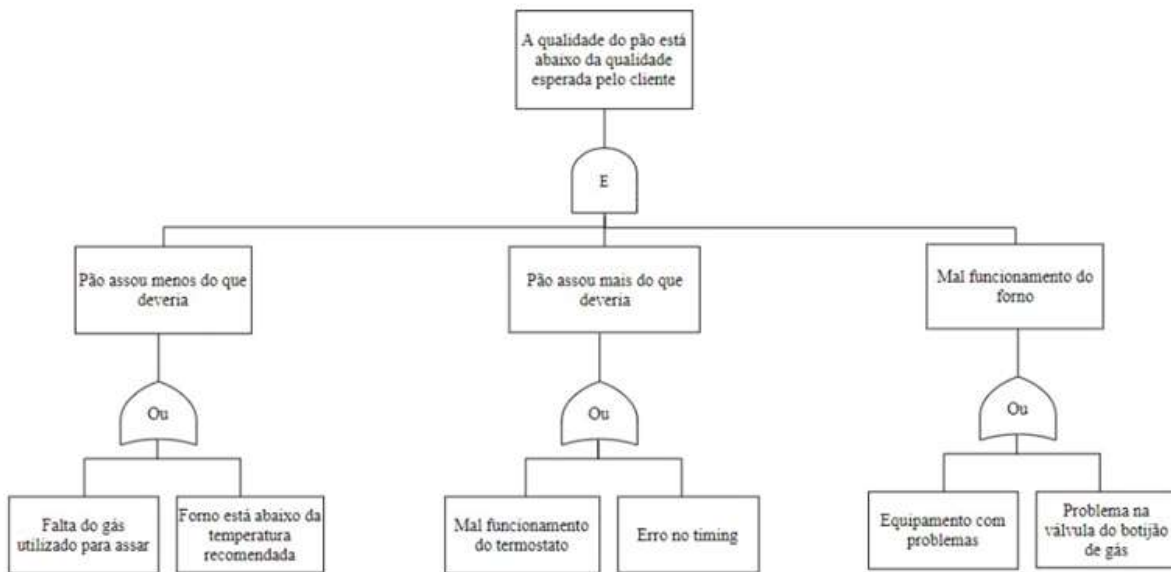 A qualidade do pão está
abaixo da qualidade
esperada pelo cliente
E
Pão assou menos do que
deveria
Pão assou mais do que
deveria
Mal funcionamento do
forno
Ou
Ou
Ou
Falta do gás
utilizado para assar
Forno está abaixo da
temperatura
recomendada
Mal funcionamento
do termostato
Erro no timing
Equipamento com
problemas
Problema na
válvula do botijão
de gás